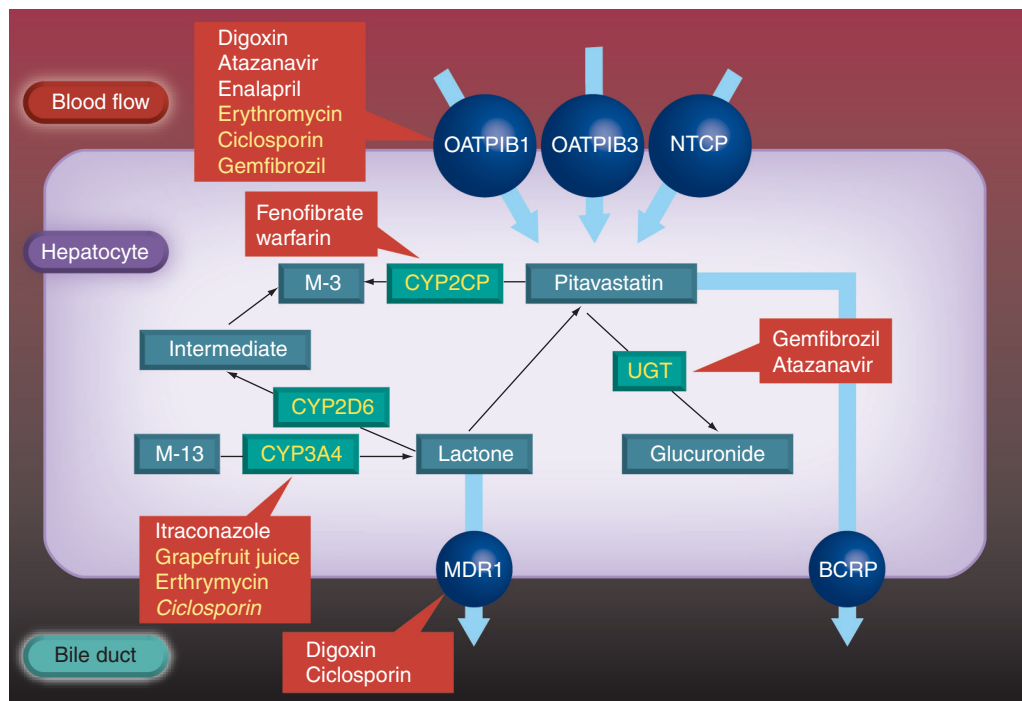 Digoxin
Atazanavir
Enalapril
Erythromycin
Ciclosporin
Gemfibrozil
Blood flow
OATPIB1
OATPIB3
NTCP
Hepatocyte
Fenofibrate
warfarin
M-3
CYP2CP
Pitavastatin
Intermediate
Gemfibrozil
Atazanavir
UGT
CYP2D6
M-13
CYP3A4
Lactone
Glucuronide
Itraconazole
Grapefruit juice
Erthrymycin
Ciclosporin
MDR1
BCRP
Bile duct
Digoxin
Ciclosporin